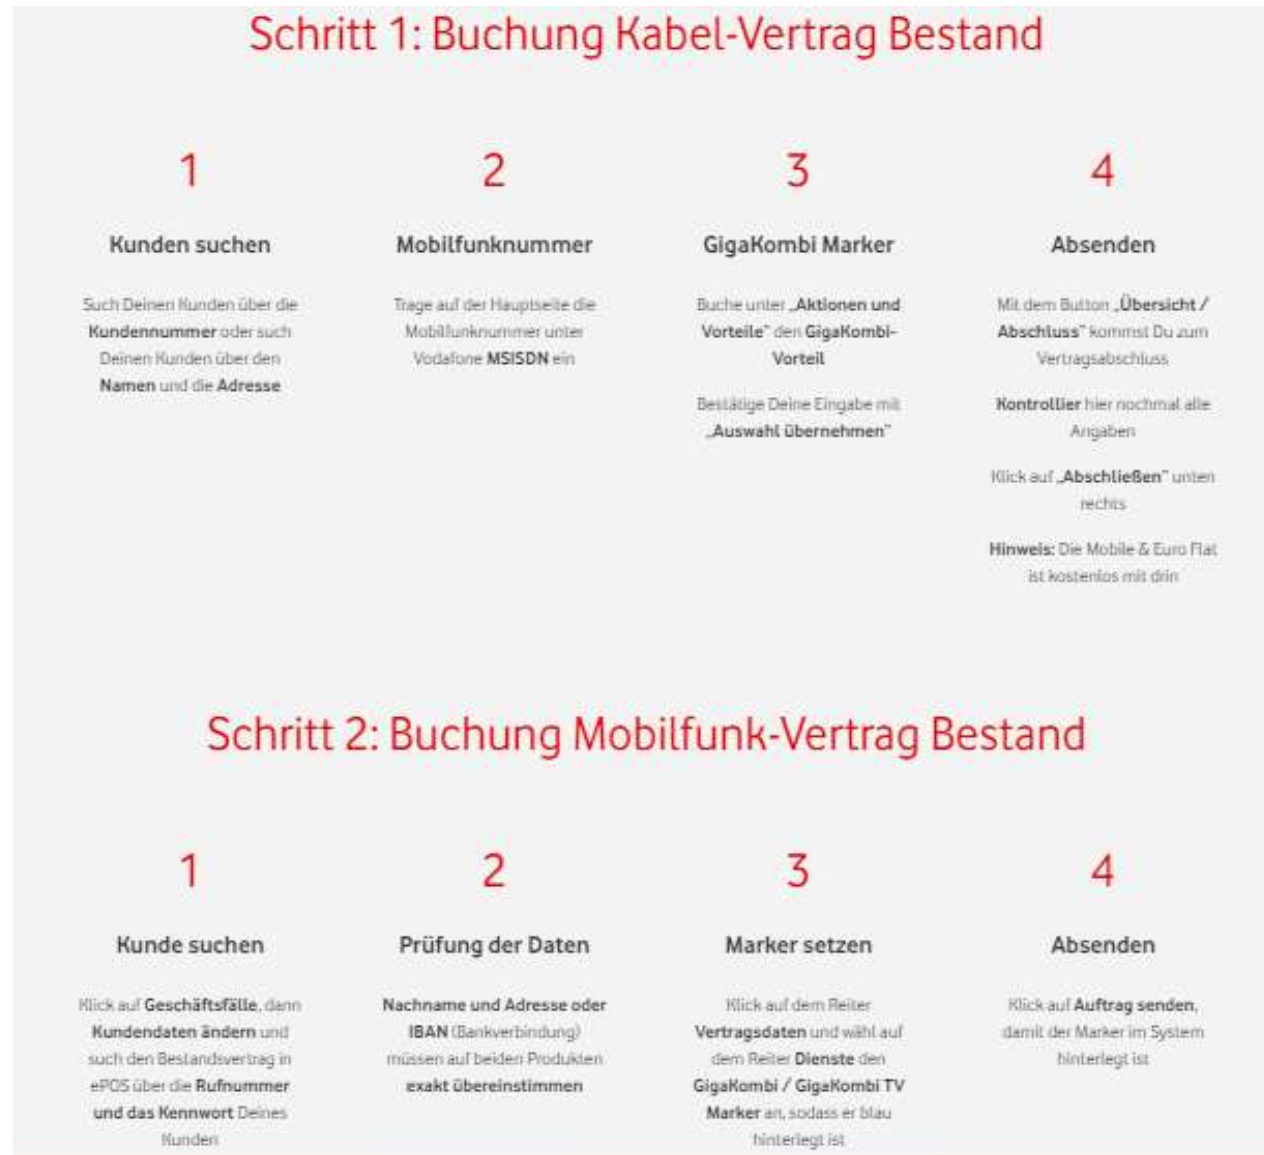 Schritt 1: Buchung Kabel-Vertrag Bestand
1
Kunden suchen
Such Deinen Kunden über die
Kundennummer oder such
Deinen Kunden über den
Namen und die Adresse
2
Mobilfunknummer
Trage auf der Hauptseite die
Mobilfunknummer unter
Vodafone MSISDN ein
3
GigaKombi Marker
Buche unter „Aktionen und
Vorteile" den GigaKombi-
Vorteil
Bestätige Deine Eingabe mit
„Auswahl übernehmen"
4
Absenden
Mit dem Button „Übersicht /
Abschluss" kommst Du zum
Vertragsabschluss
Kontrollier hier nochmal alle
Angaben
Klick auf „Abschließen" unten
rechts
Hinweis: Die Mobile & Euro Flat
ist kostenlos mit drin
Schritt 2: Buchung Mobilfunk-Vertrag Bestand
1
Kunde suchen
Klick auf Geschäftsfälle, dann
Kundendaten ändern und
such den Bestandsvertrag in
ePOS über die Rufnummer
und das Kennwort Deines
Kunden
2
Prüfung der Daten
Nachname und Adresse oder
IBAN (Bankverbindung)
müssen auf beiden Produkten
exakt übereinstimmen
3
Marker setzen
Klick auf dem Reiter
Vertragsdaten und wähl auf
dem Reiter Dienste den
GigaKombi / GigaKombi TV
Marker an, sodass er blau
hinterlegt ist
4
Absenden
Klick auf Auftrag senden,
damit der Marker im System
hinterlegt ist